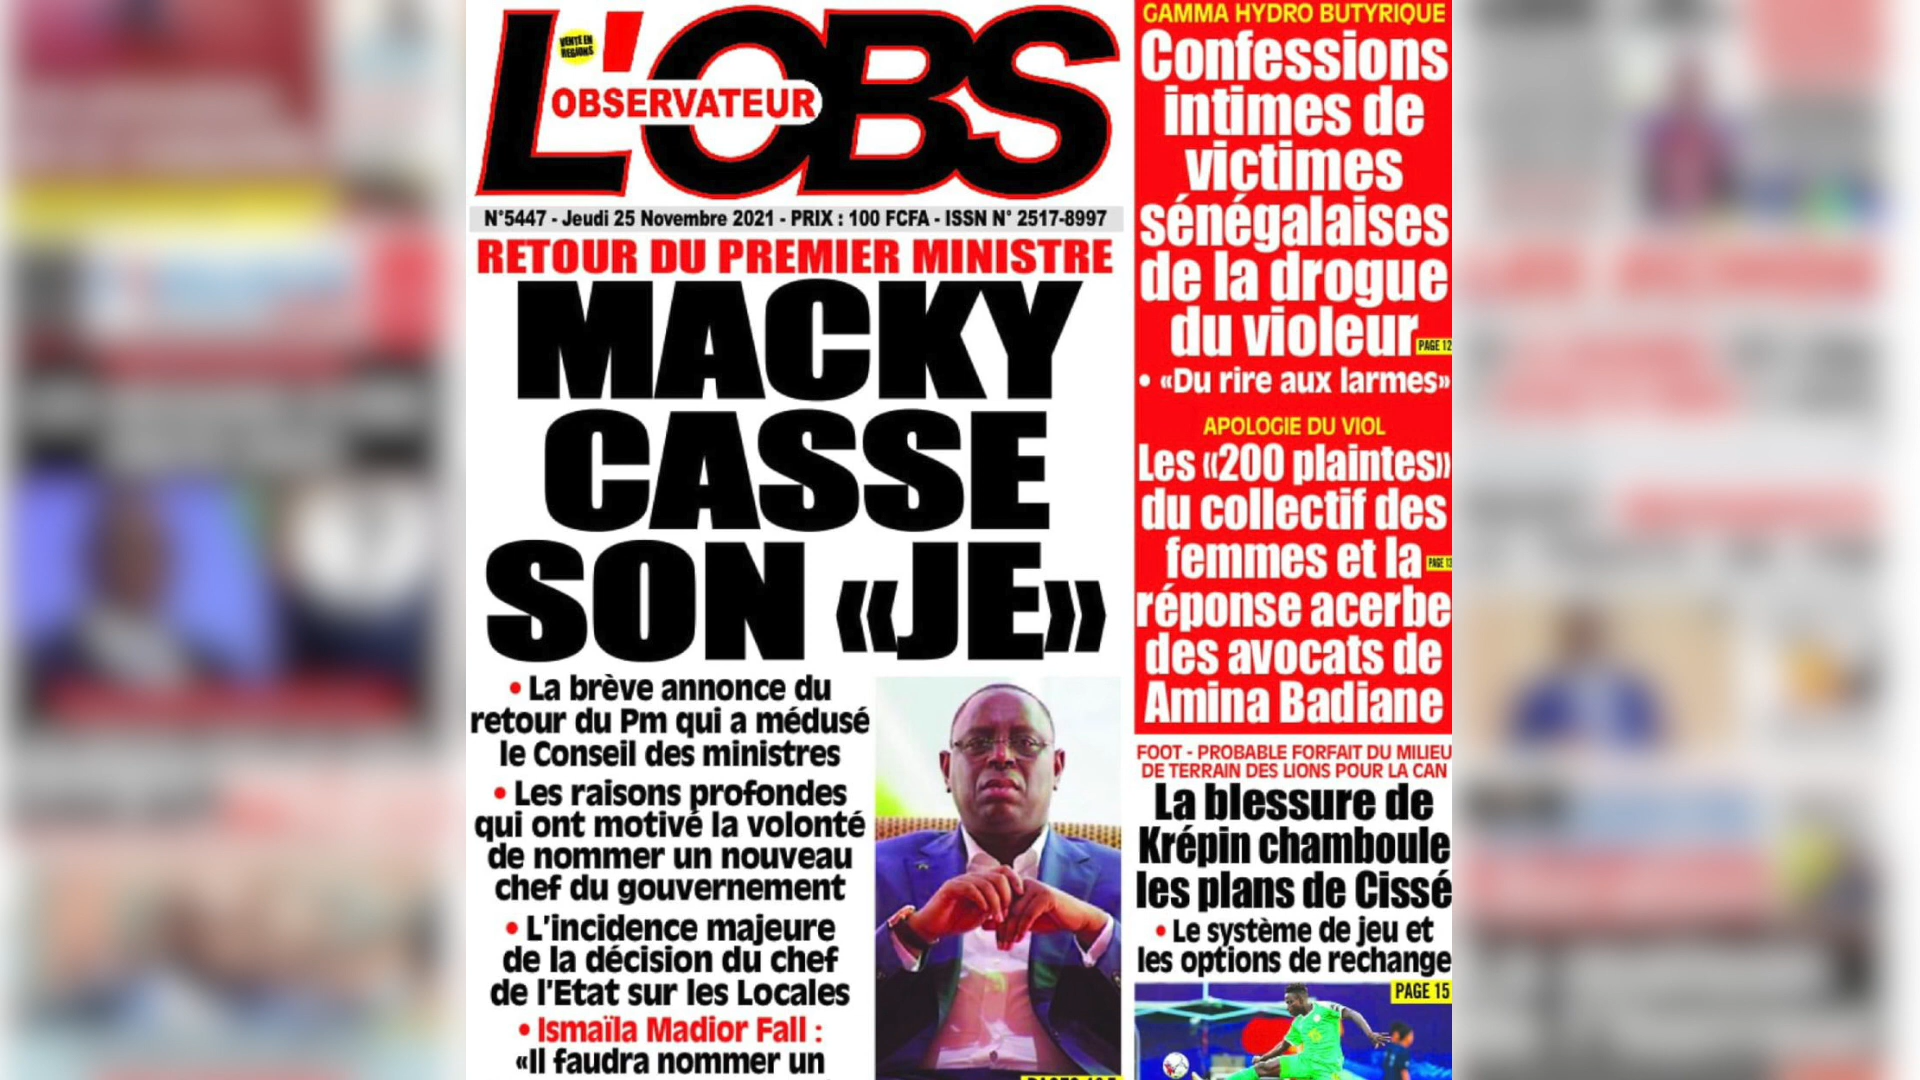 VENTE EN
REGIONS
L'OBS
OBSERVATEUR
N°5447 - Jeudi 25 Novembre 2021 - PRIX : 100 FCFA - ISSN N° 2517-8997
RETOUR DU PREMIER MINISTRE
MACKY
CASSE
SON «JE»
• La brève annonce du
retour du Pm qui a médusé
le Conseil des ministres
• Les raisons profondes
qui ont motivé la volonté
de nommer un nouveau
chef du gouvernement
• L'incidence majeure
de la décision du chef
de l'Etat sur les Locales
• Ismaïla Madior Fall :
«Il faudra nommer un
GAMMA HYDRO BUTYRIQUE
Confessions
intimes de
victimes
sénégalaises
de la drogue
du violeur
PAGE 12
• «Du rire aux larmes»
APOLOGIE DU VIOL
Les «200 plaintes»
du collectif des
femmes et la
PAGE 13
réponse acerbe
des avocats de
Amina Badiane
FOOT - PROBABLE FORFAIT DU MILIEU
DE TERRAIN DES LIONS POUR LA CAN
La blessure de
Krépin chamboule
les plans de Cissé
• Le système de jeu et
les options de rechange
PAGE 15